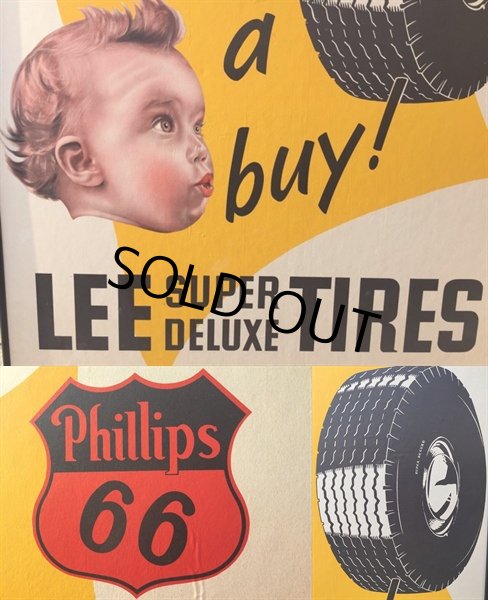 a
buy!
LEE SUPER DELUXE TIRES
SOLD OUT
Phillips
66